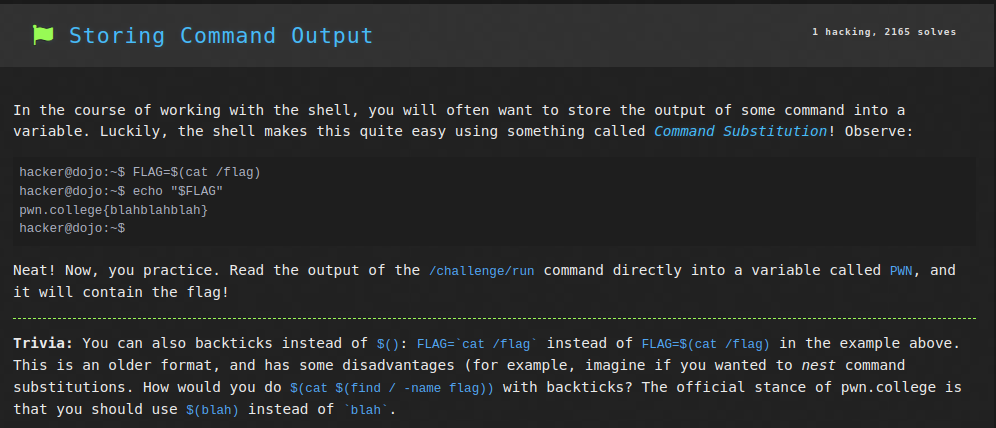 Storing Command Output
1 hacking, 2165 solves
In the course of working with the shell, you will often want to store the output of some command into a
variable. Luckily, the shell makes this quite easy using something called Command Substitution! Observe:
hacker@dojo:~$ FLAG=$(cat /flag)
hacker@dojo:~$ echo "$FLAG"
pwn.college{blahblahblah}
hacker@dojo:~$
Neat! Now, you practice. Read the output of the /challenge/run command directly into a variable called PWN, and
it will contain the flag!
Trivia: You can also backticks instead of $(): FLAG=`cat /flag` instead of FLAG=$(cat /flag) in the example above.
This is an older format, and has some disadvantages (for example, imagine if you wanted to nest command
substitutions. How would you do $(cat $(find / -name flag)) with backticks? The official stance of pwn.college is
that you should use $(blah) instead of `blah`.